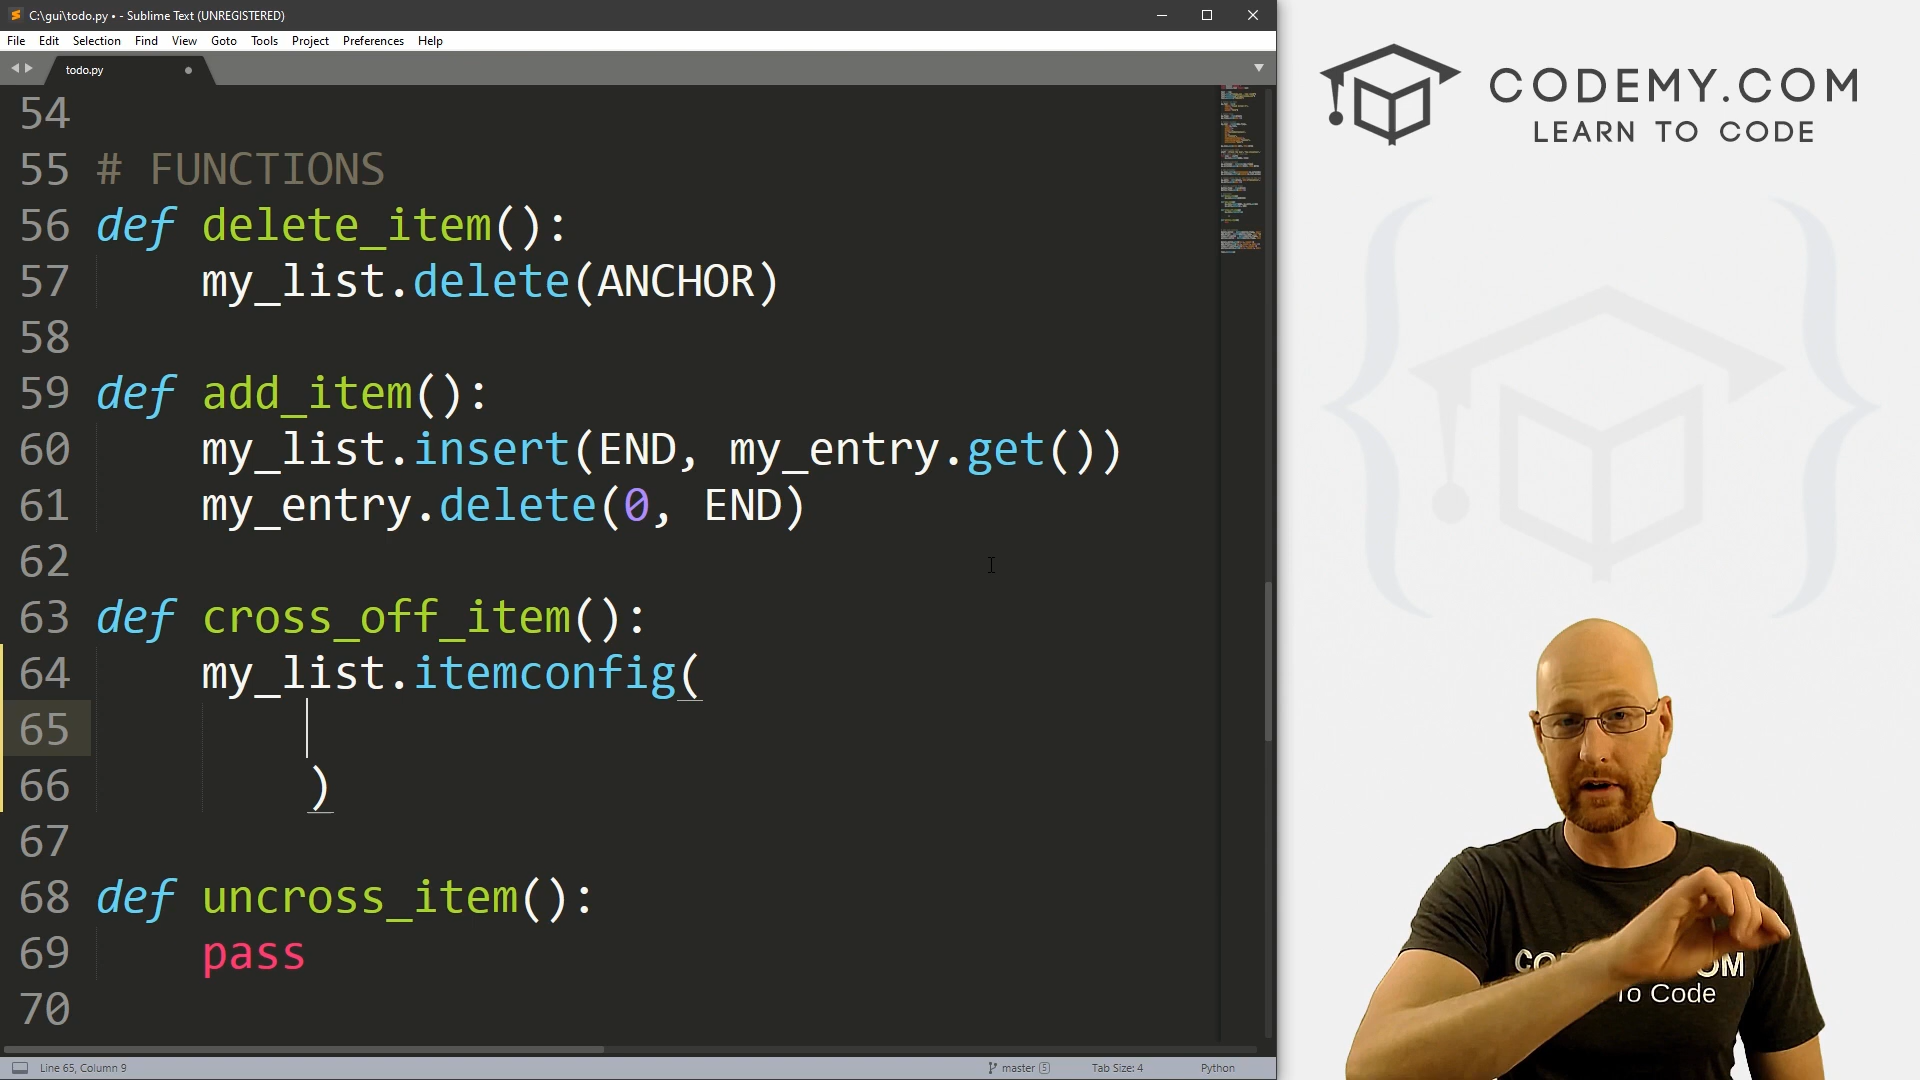 C:\gui\todo.py • - Sublime Text (UNREGISTERED)
File Edit Selection Find View Goto Tools Project Preferences Help
todo.py
54
55 # FUNCTIONS
56 def delete_item():
57 my_list.delete(ANCHOR)
58
59 def add_item():
60 my_list.insert(END, my_entry.get())
61 my_entry.delete(0, END)
62
63 def cross_off_item():
64 my_list.itemconfig(
65
66 )
67
68 def uncross_item():
69 pass
70
Line 65, Column 9
master 5
Tab Size: 4
Python
CODEMY.COM
LEARN TO CODE
To Code